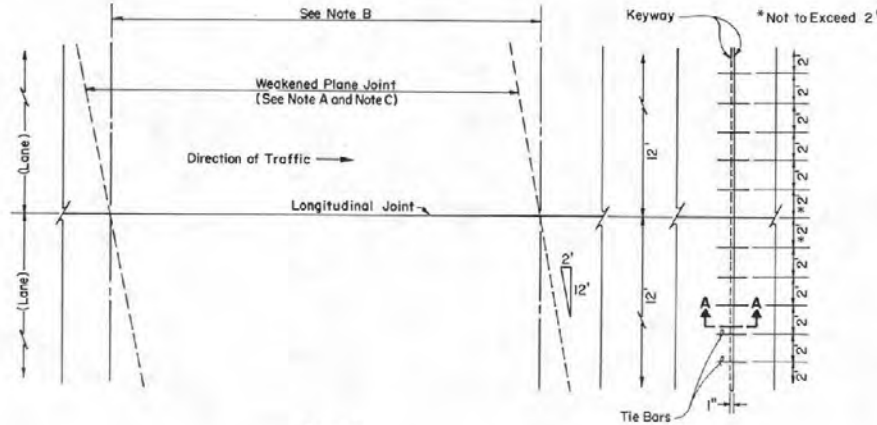 See Note B
Keyway
*Not to Exceed 2'
Weakened Plane Joint
(See Note A and Note C)
Direction of Traffic
Longitudinal Joint
(Lane)
(Lane)
12'
12'
2'
12'
2'
2'
2'
2'
2'
*2'
*2'
2'
2'
2'
2'
2'
A
A
Tie Bars
1"